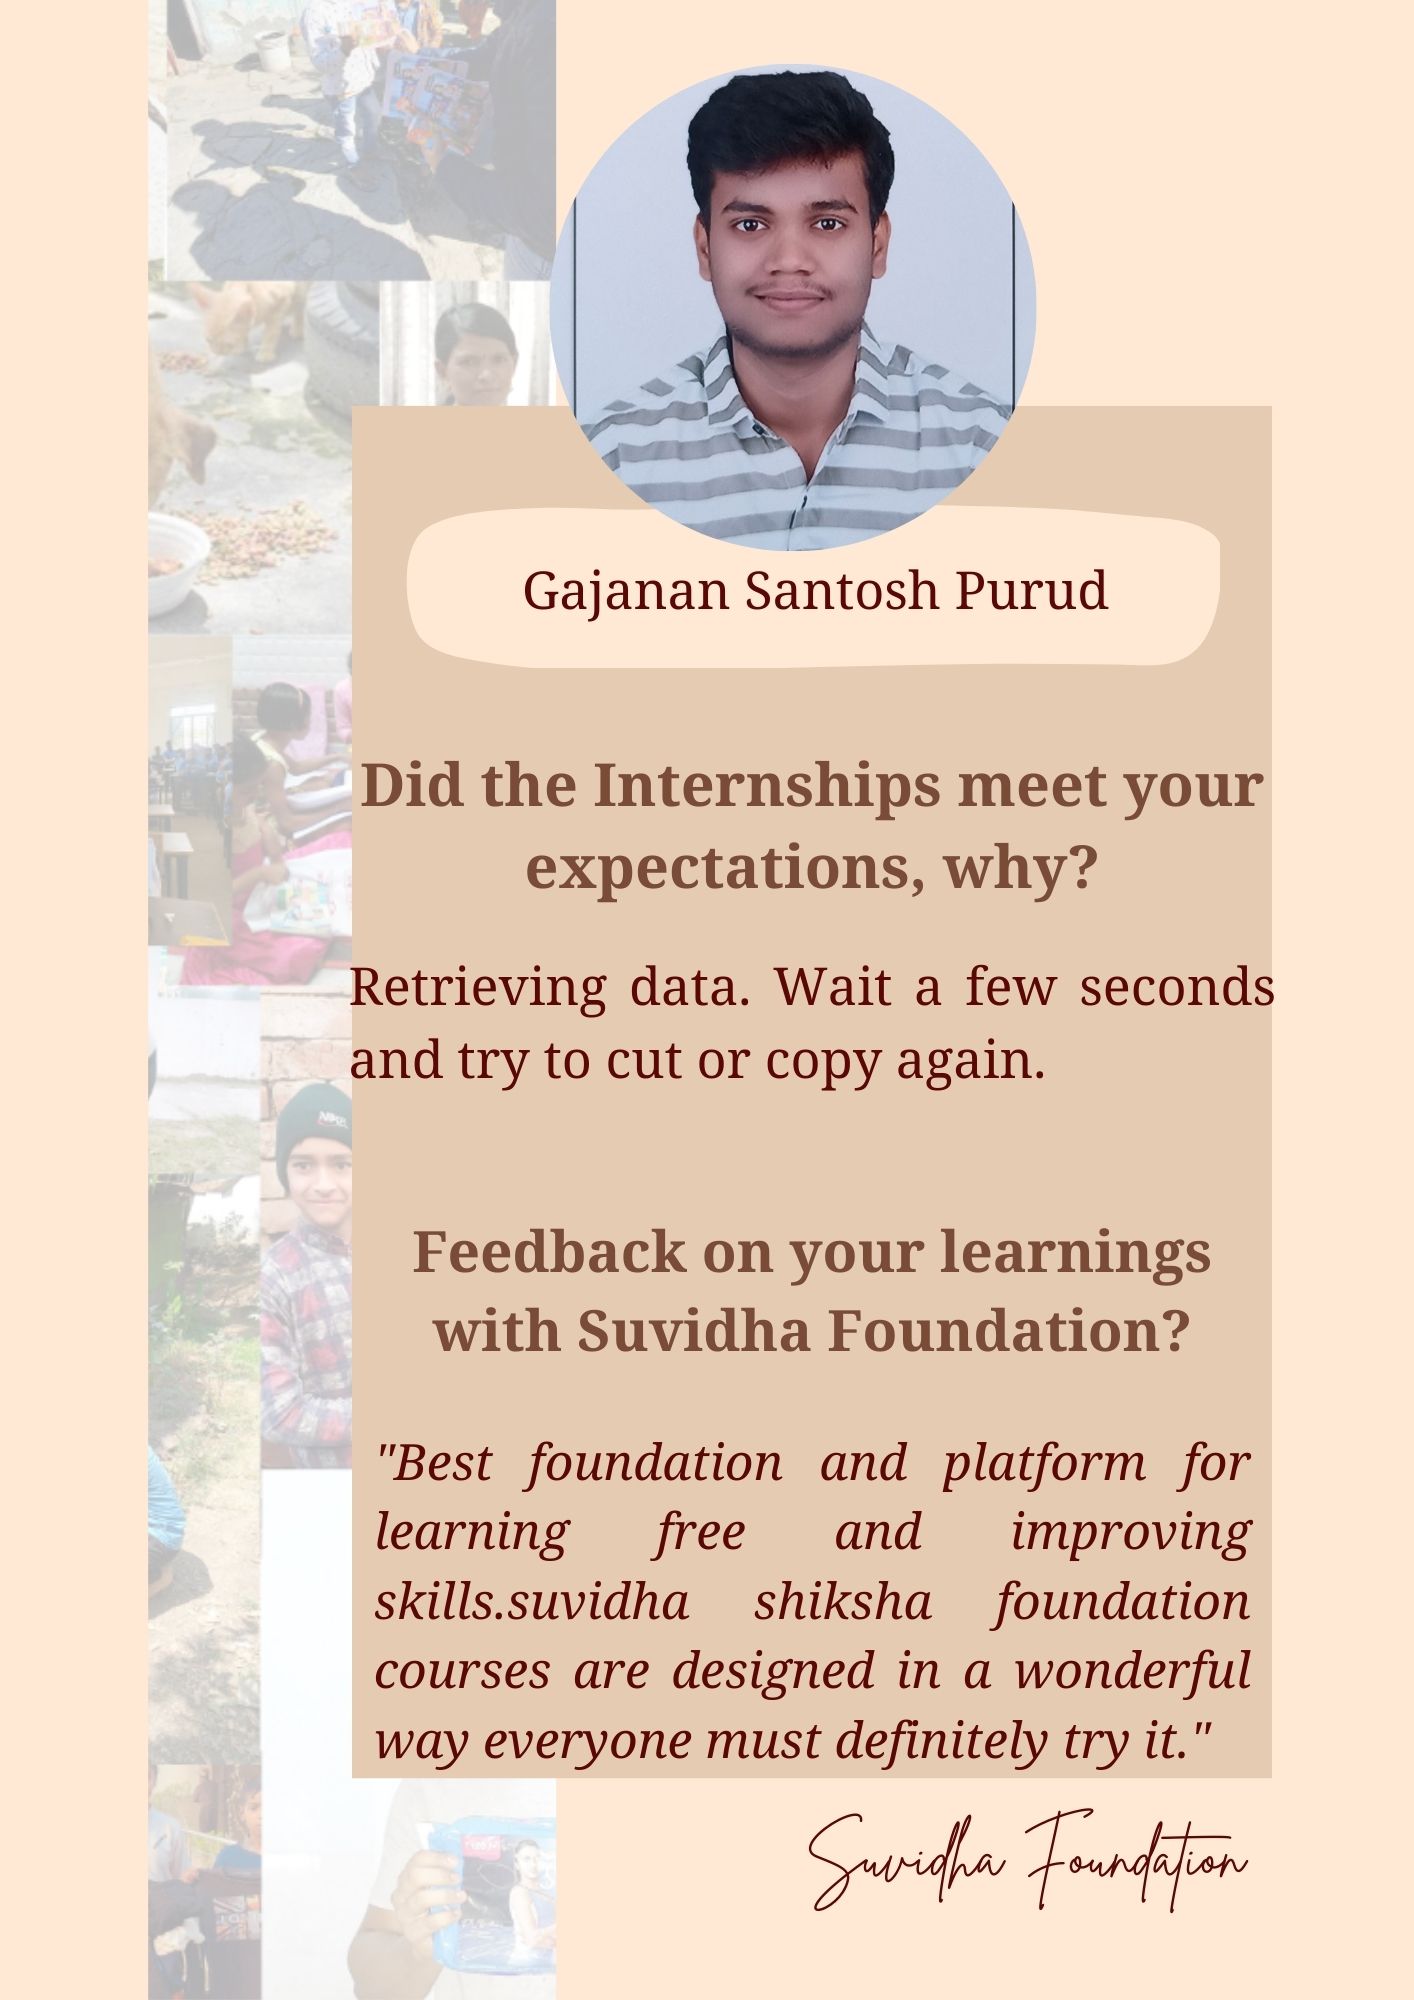 Gajanan Santosh Purud
Did the Internships meet your
expectations, why?
Retrieving data. Wait a few seconds
and try to cut or copy again.
Feedback on your learnings
with Suvidha Foundation?
"Best foundation and platform for
learning free and improving
skills.suvidha shiksha foundation
courses are designed in a wonderful
way everyone must definitely try it."
Suvidha Foundation